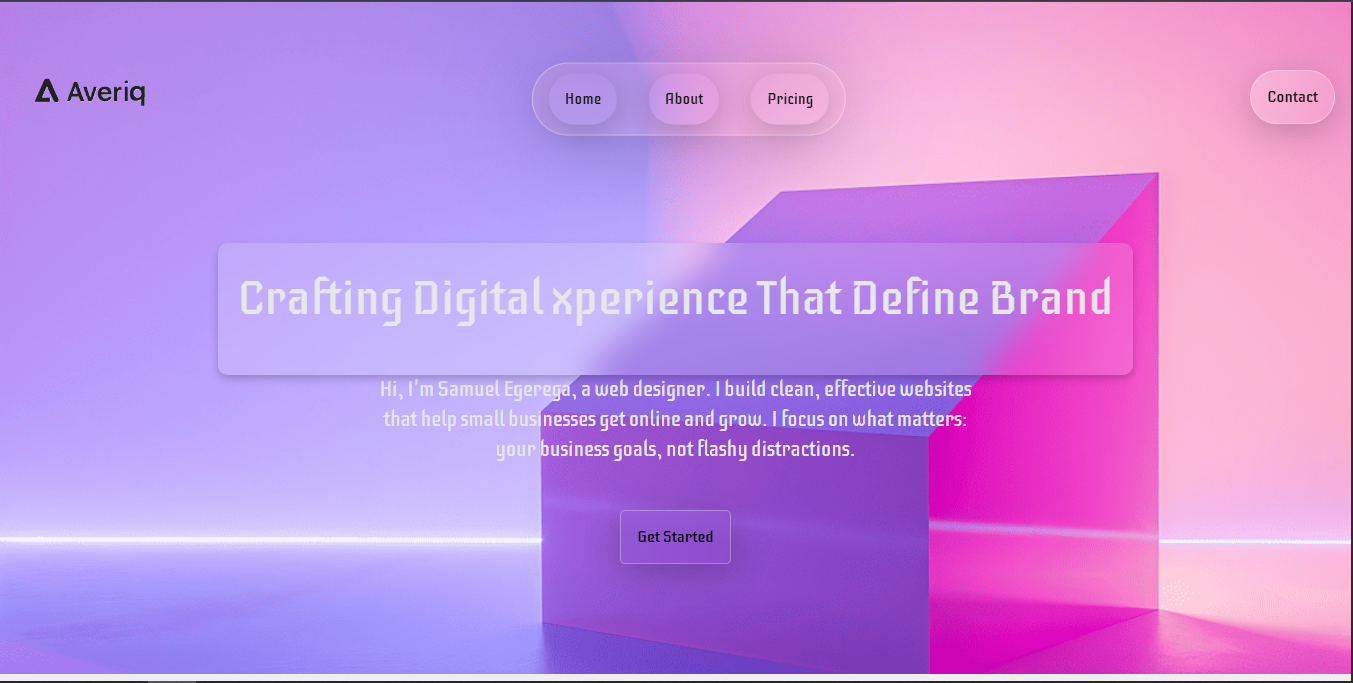 Averiq
Home
About
Pricing
Contact
Crafting Digital xperience That Define Brand
Hi, I'm Samuel Egerega, a web designer. I build clean, effective websites
that help small businesses get online and grow. I focus on what matters:
your business goals, not flashy distractions.
Get Started